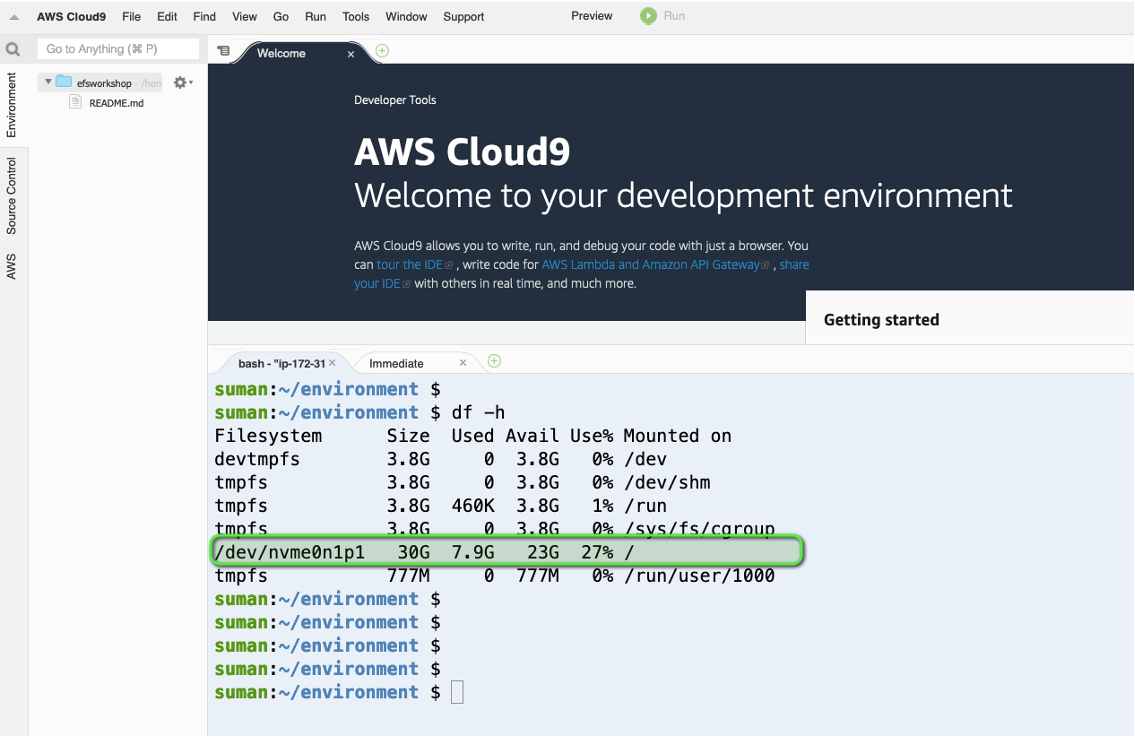 AWS Cloud9 File Edit Find View Go Run Tools Window Support Preview Run
Go to Anything (⌘ P)
Welcome
Environment
Source Control
AWS
efsworkshop - /hom
README.md
Developer Tools
AWS Cloud9
Welcome to your development environment
AWS Cloud9 allows you to write, run, and debug your code with just a browser. You
can tour the IDE , write code for AWS Lambda and Amazon API Gateway , share
your IDE with others in real time, and much more.
Getting started
bash - "ip-172-31 Immediate
suman:~/environment $
suman:~/environment $ df -h
Filesystem Size Used Avail Use% Mounted on
devtmpfs 3.8G 0 3.8G 0% /dev
tmpfs 3.8G 0 3.8G 0% /dev/shm
tmpfs 3.8G 460K 3.8G 1% /run
tmpfs 3.8G 0 3.8G 0% /sys/fs/cgroup
/dev/nvme0n1p1 30G 7.9G 23G 27% /
tmpfs 777M 0 777M 0% /run/user/1000
suman:~/environment $
suman:~/environment $
suman:~/environment $
suman:~/environment $
suman:~/environment $